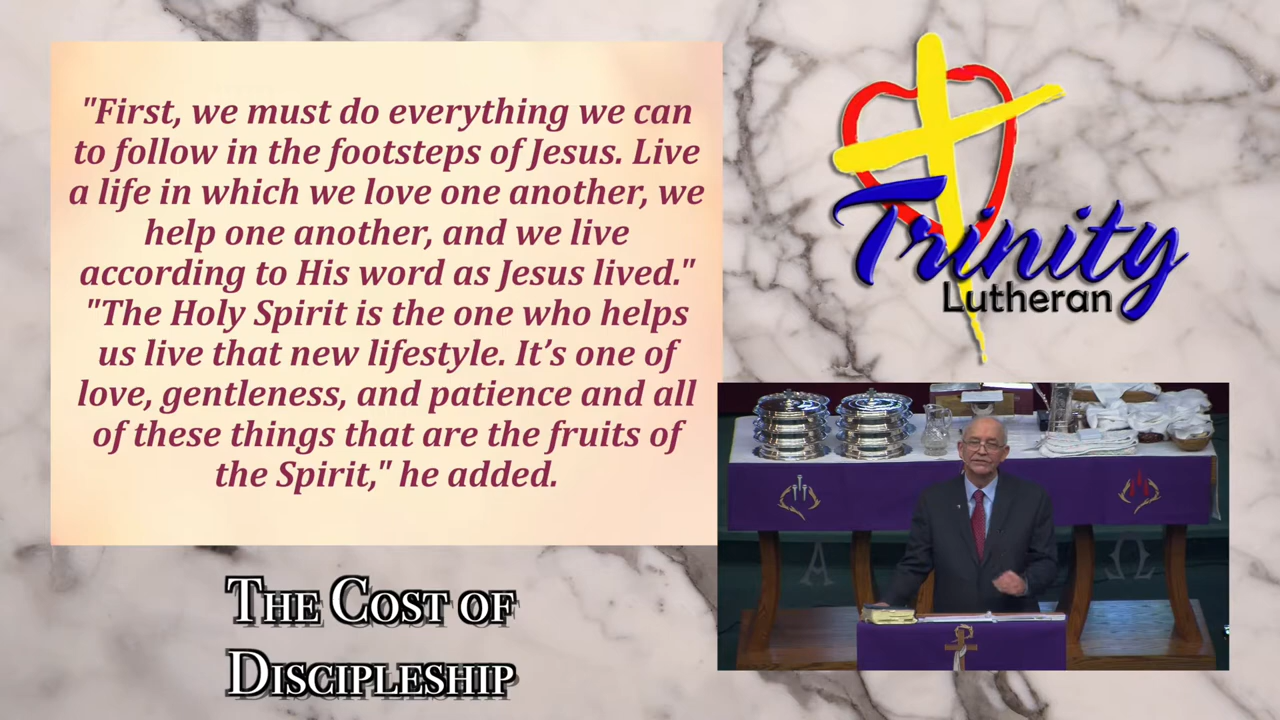 "First, we must do everything we can
to follow in the footsteps of Jesus. Live
a life in which we love one another, we
help one another, and we live
according to His word as Jesus lived."
"The Holy Spirit is the one who helps
us live that new lifestyle. It’s one of
love, gentleness, and patience and all
of these things that are the fruits of
the Spirit," he added.
The Cost of
Discipleship
Trinity
Lutheran
Α Ω